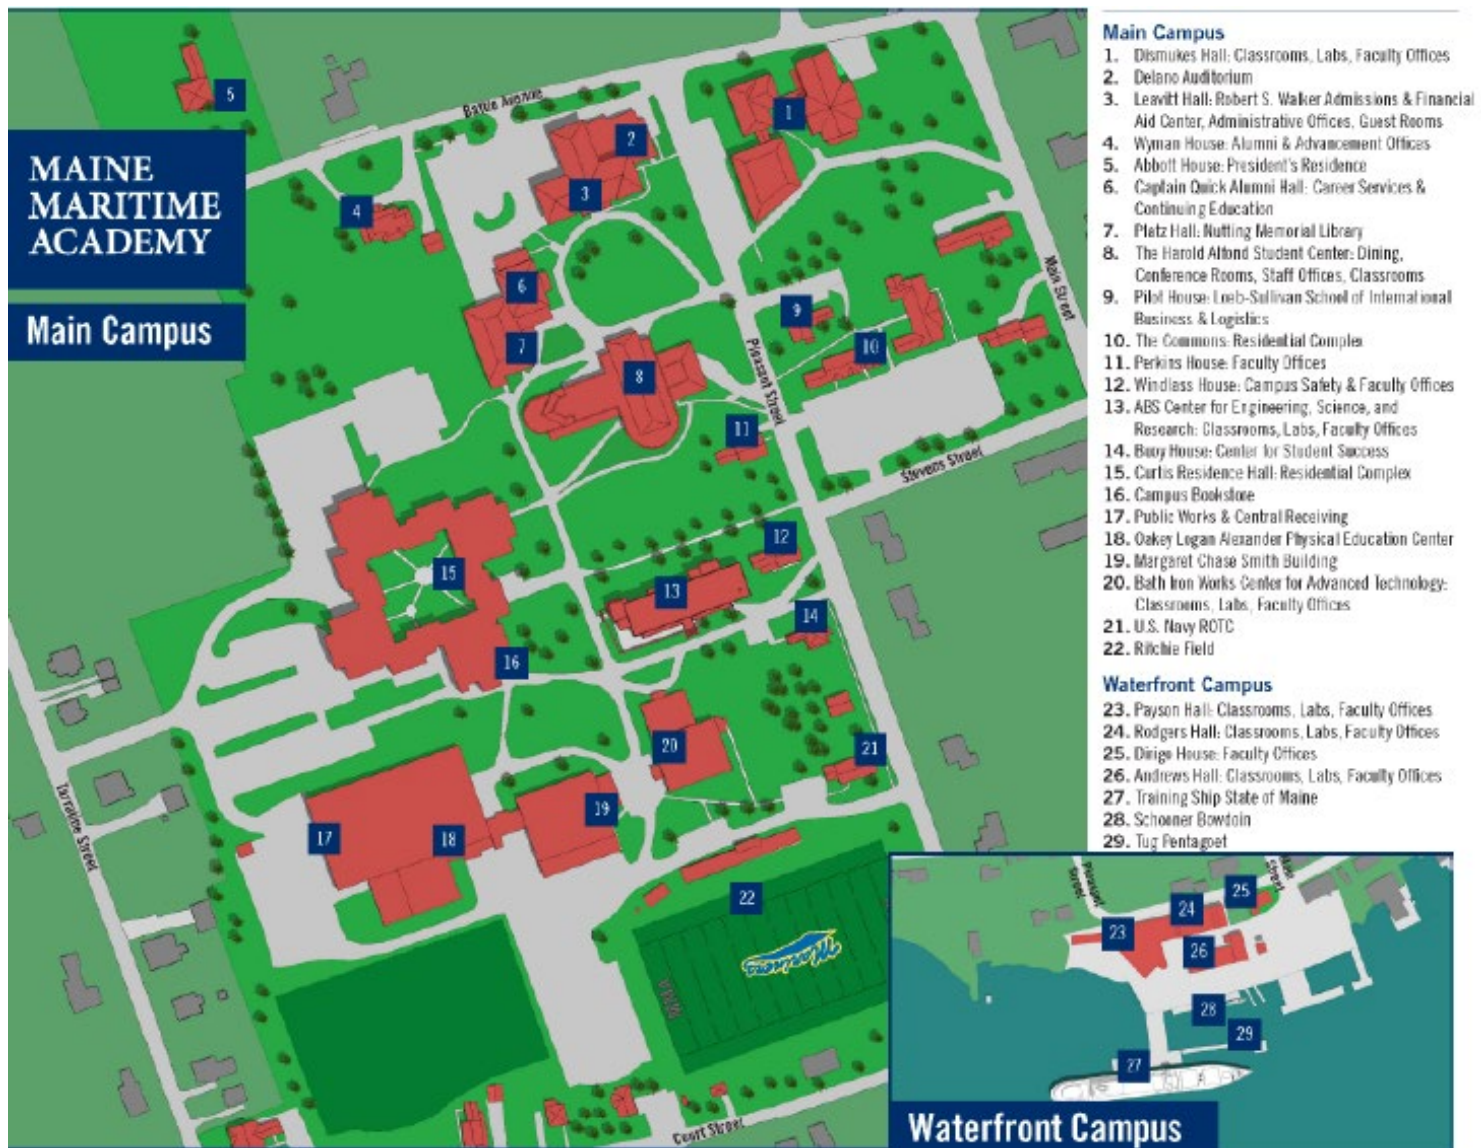 MAINE
MARITIME
ACADEMY
Main Campus
Battle Avenue
Main Street
Pleasant Street
Stevens Street
Tarratine Street
Court Street
1
2
3
4
5
6
7
8
9
10
11
12
13
14
15
16
17
18
19
20
21
22
Main Campus
1. Dismukes Hall: Classrooms, Labs, Faculty Offices
2. Delano Auditorium
3. Leavitt Hall: Robert S. Walker Admissions & Financial
Aid Center, Administrative Offices, Guest Rooms
4. Wyman House: Alumni & Advancement Offices
5. Abbott House: President's Residence
6. Captain Quick Alumni Hall: Career Services &
Continuing Education
7. Platz Hall: Nutting Memorial Library
8. The Harold Alfond Student Center: Dining,
Conference Rooms, Staff Offices, Classrooms
9. Pilot House: Loeb-Sullivan School of International
Business & Logistics
10. The Commons: Residential Complex
11. Perkins House: Faculty Offices
12. Windlass House: Campus Safety & Faculty Offices
13. ABS Center for Engineering, Science, and
Research: Classrooms, Labs, Faculty Offices
14. Buoy House: Center for Student Success
15. Curtis Residence Hall: Residential Complex
16. Campus Bookstore
17. Public Works & Central Receiving
18. Oakey Logan Alexander Physical Education Center
19. Margaret Chase Smith Building
20. Bath Iron Works Center for Advanced Technology:
Classrooms, Labs, Faculty Offices
21. U.S. Navy ROTC
22. Ritchie Field
Waterfront Campus
23. Payson Hall: Classrooms, Labs, Faculty Offices
24. Rodgers Hall: Classrooms, Labs, Faculty Offices
25. Dirigo House: Faculty Offices
26. Andrews Hall: Classrooms, Labs, Faculty Offices
27. Training Ship State of Maine
28. Schooner Bowdoin
29. Tug Pentagoet
Pleasant
Street
Street
23
24
25
26
27
28
29
Waterfront Campus